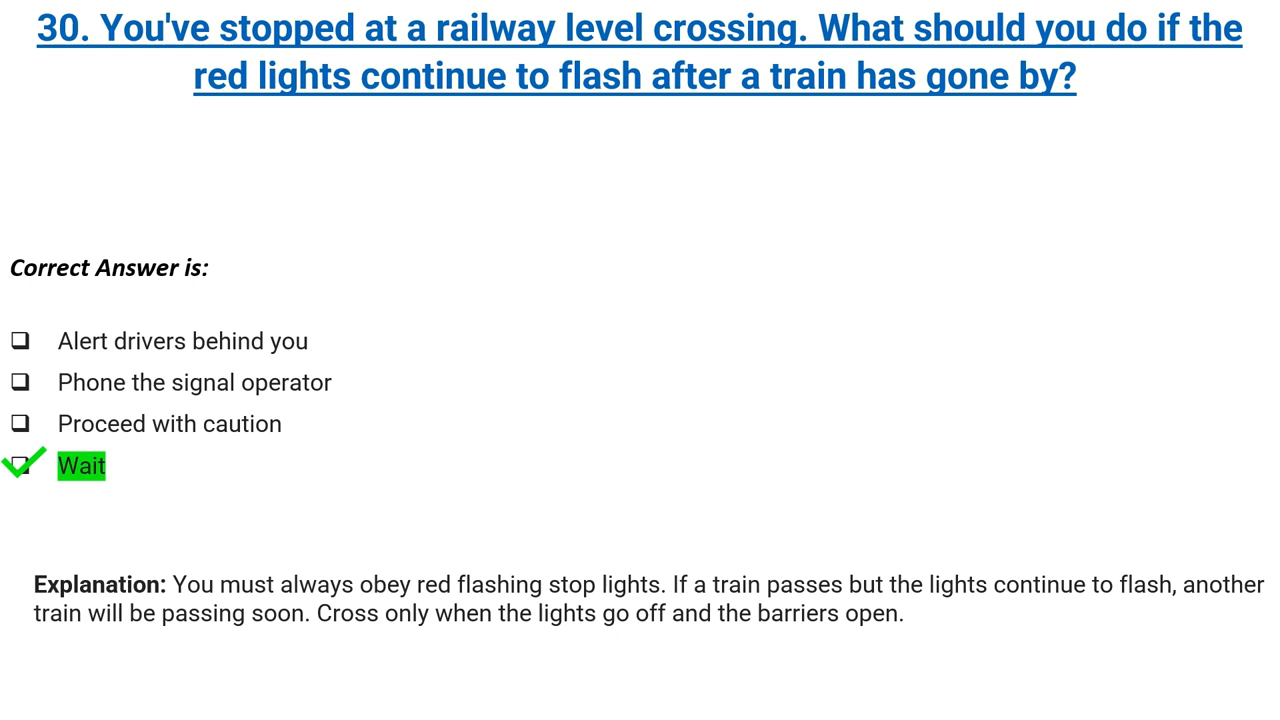 30. You've stopped at a railway level crossing. What should you do if the
red lights continue to flash after a train has gone by?
Correct Answer is:
Alert drivers behind you
Phone the signal operator
Proceed with caution
Wait
Explanation: You must always obey red flashing stop lights. If a train passes but the lights continue to flash, another
train will be passing soon. Cross only when the lights go off and the barriers open.